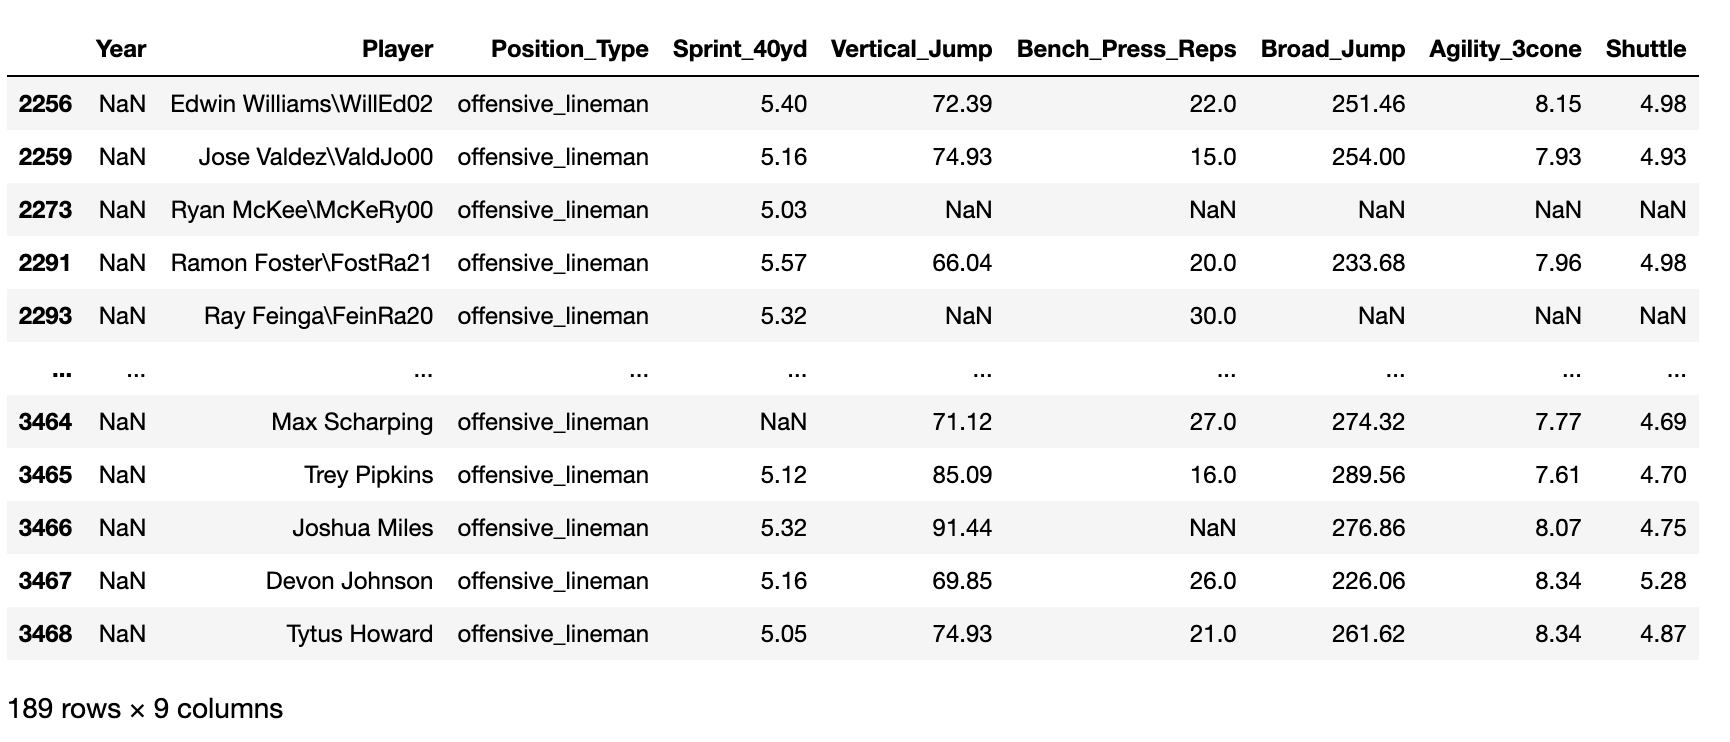 Year Player Position_Type Sprint_40yd Vertical_Jump Bench_Press_Reps Broad_Jump Agility_3cone Shuttle
2256 NaN Edwin Williams\WillEd02 offensive_lineman 5.40 72.39 22.0 251.46 8.15 4.98
2259 NaN Jose Valdez\ValdJo00 offensive_lineman 5.16 74.93 15.0 254.00 7.93 4.93
2273 NaN Ryan McKee\McKeRy00 offensive_lineman 5.03 NaN NaN NaN NaN NaN
2291 NaN Ramon Foster\FostRa21 offensive_lineman 5.57 66.04 20.0 233.68 7.96 4.98
2293 NaN Ray Feinga\FeinRa20 offensive_lineman 5.32 NaN 30.0 NaN NaN NaN
... ... ... ... ... ... ... ... ... ...
3464 NaN Max Scharping offensive_lineman NaN 71.12 27.0 274.32 7.77 4.69
3465 NaN Trey Pipkins offensive_lineman 5.12 85.09 16.0 289.56 7.61 4.70
3466 NaN Joshua Miles offensive_lineman 5.32 91.44 NaN 276.86 8.07 4.75
3467 NaN Devon Johnson offensive_lineman 5.16 69.85 26.0 226.06 8.34 5.28
3468 NaN Tytus Howard offensive_lineman 5.05 74.93 21.0 261.62 8.34 4.87
189 rows × 9 columns